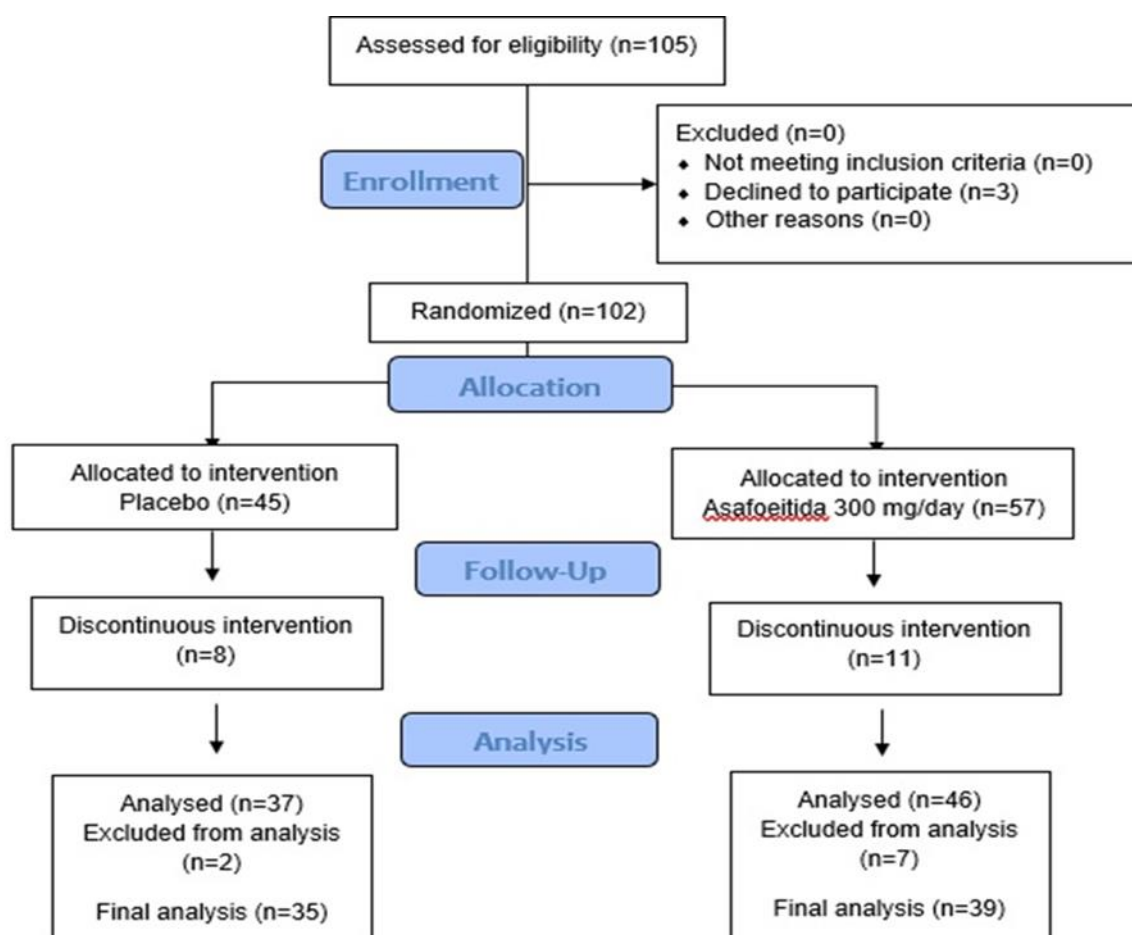 Assessed for eligibility (n=105)
Excluded (n=0)
⬥ Not meeting inclusion criteria (n=0)
⬥ Declined to participate (n=3)
⬥ Other reasons (n=0)
Enrollment
Randomized (n=102)
Allocation
Allocated to intervention
Placebo (n=45)
Allocated to intervention
Asafoeitida 300 mg/day (n=57)
Follow-Up
Discontinuous intervention
(n=8)
Discontinuous intervention
(n=11)
Analysis
Analysed (n=37)
Excluded from analysis
(n=2)
Final analysis (n=35)
Analysed (n=46)
Excluded from analysis
(n=7)
Final analysis (n=39)